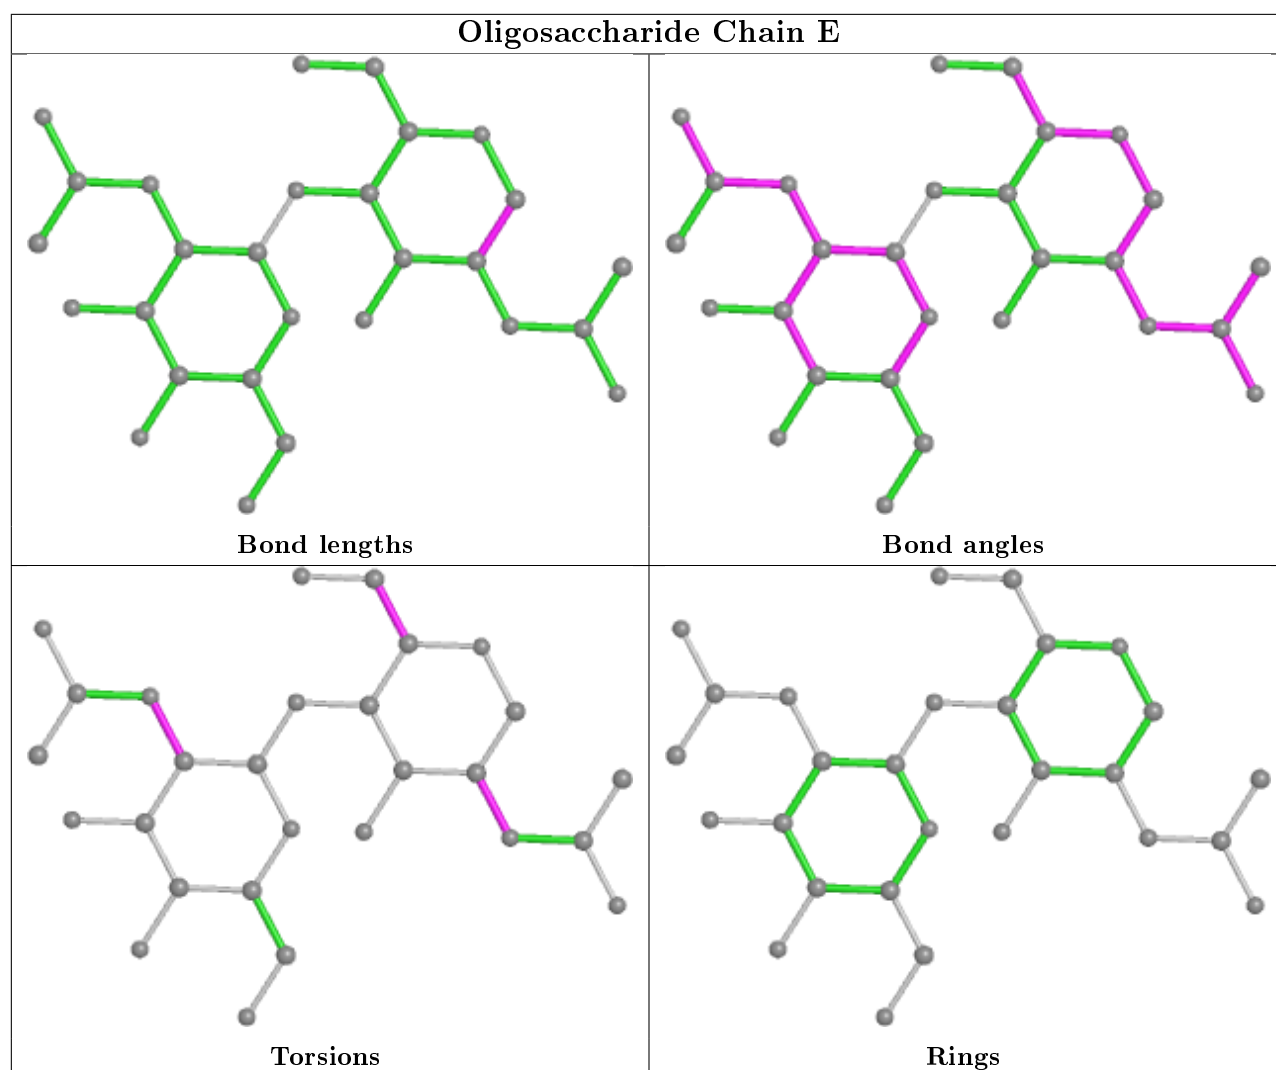 Oligosaccharide Chain E
Bond lengths
Bond angles
Torsions
Rings